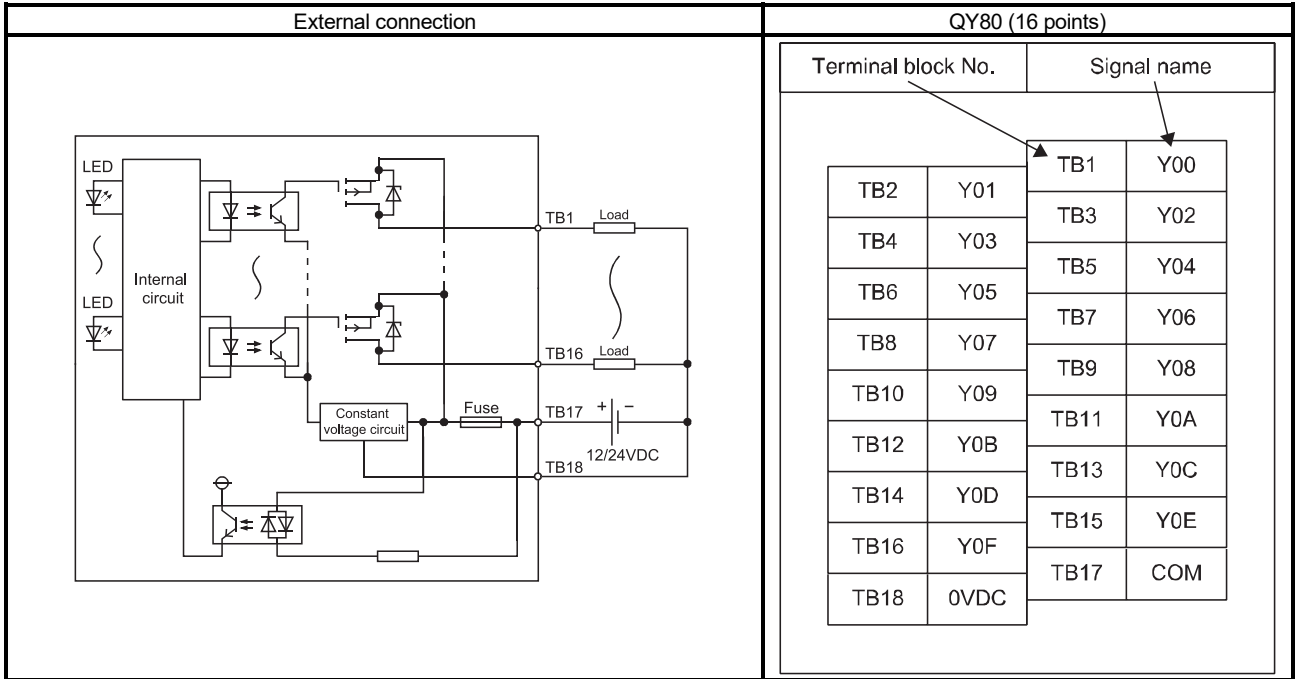 External connection
QY80 (16 points)
LED
LED
Internal
circuit
Constant
voltage circuit
Fuse
TB1
Load
TB16
Load
TB17
+ −
12/24VDC
TB18
Terminal block No.
Signal name
TB1 Y00
TB2 Y01
TB3 Y02
TB4 Y03
TB5 Y04
TB6 Y05
TB7 Y06
TB8 Y07
TB9 Y08
TB10 Y09
TB11 Y0A
TB12 Y0B
TB13 Y0C
TB14 Y0D
TB15 Y0E
TB16 Y0F
TB17 COM
TB18 0VDC